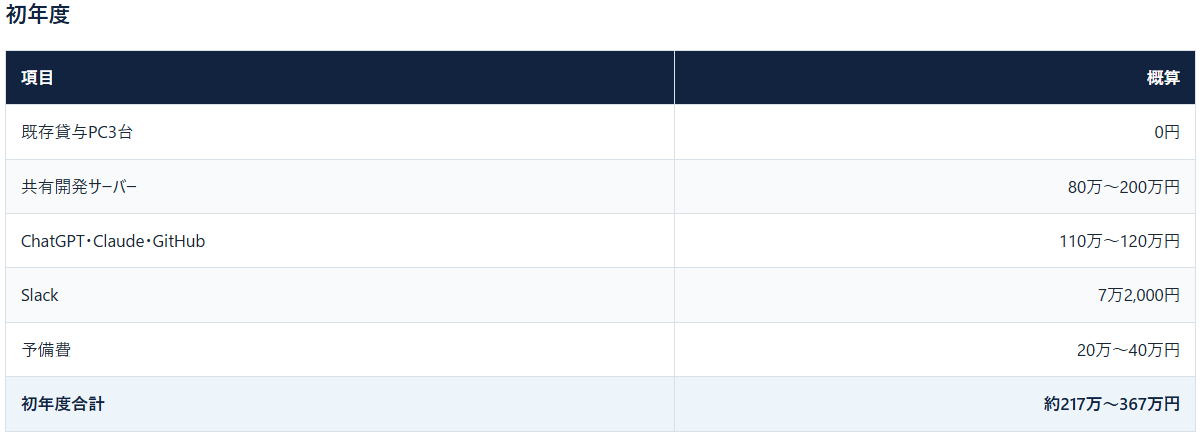 初年度
項目 概算
既存貸与PC3台 0円
共有開発サーバー 80万～200万円
ChatGPT・Claude・GitHub 110万～120万円
Slack 7万2,000円
予備費 20万～40万円
初年度合計 約217万～367万円